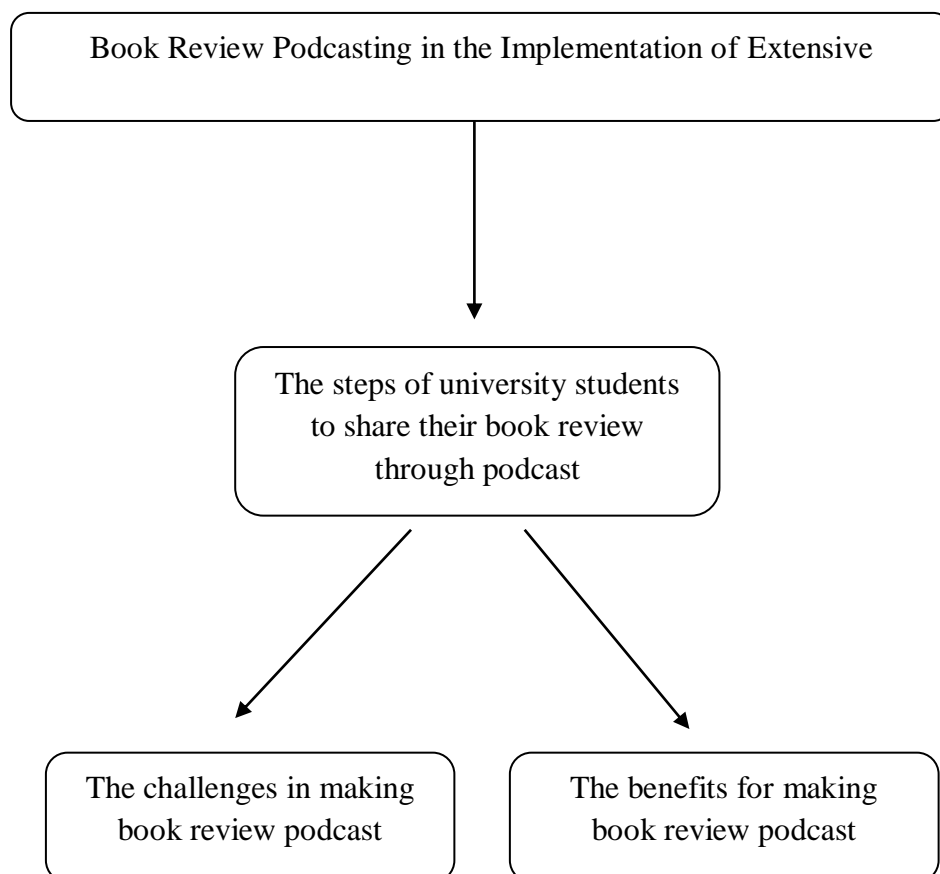 Book Review Podcasting in the Implementation of Extensive
The steps of university students
to share their book review
through podcast
The challenges in making
book review podcast
The benefits for making
book review podcast